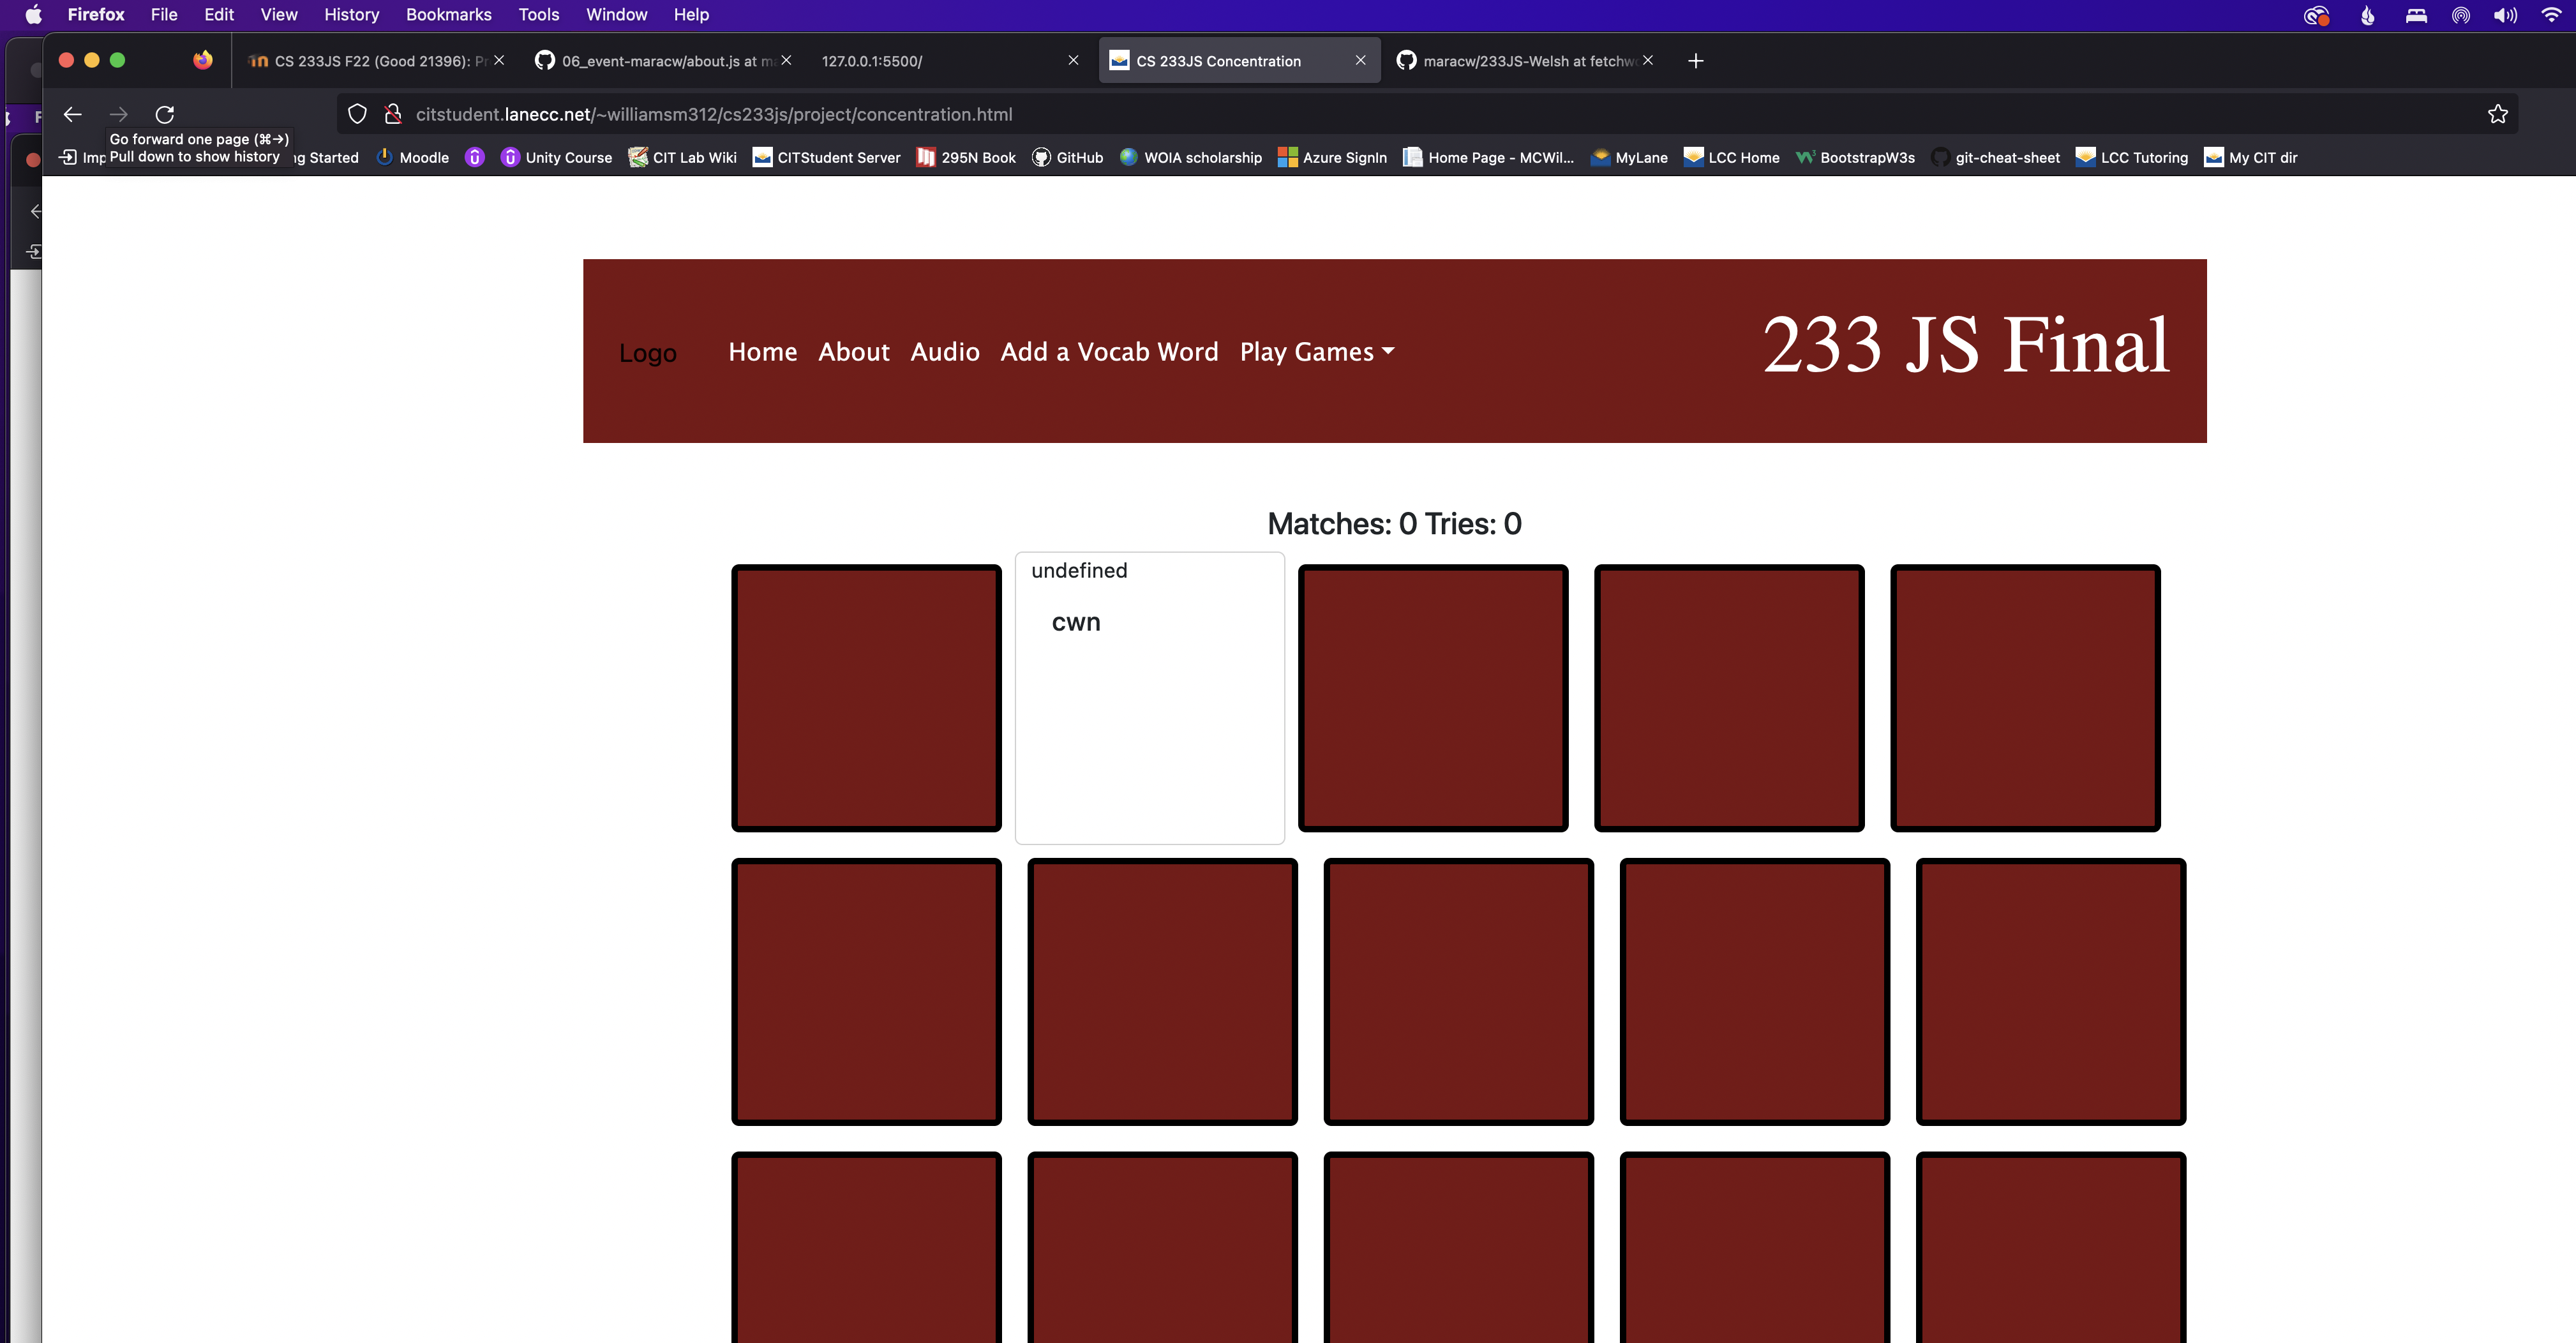 Firefox File Edit View History Bookmarks Tools Window Help
CS 233JS F22 (Good 21396): Pr 06_event-maracw/about.js at ma 127.0.0.1:5500/ CS 233JS Concentration maracw/233JS-Welsh at fetchwo
citstudent.lanecc.net/~williamsm312/cs233js/project/concentration.html
Go forward one page (⌘→)
Pull down to show history
Imp ng Started Moodle Unity Course CIT Lab Wiki CITStudent Server 295N Book GitHub WOIA scholarship Azure SignIn Home Page - MCWil... MyLane LCC Home BootstrapW3s git-cheat-sheet LCC Tutoring My CIT dir
Logo Home About Audio Add a Vocab Word Play Games 233 JS Final
Matches: 0 Tries: 0
undefined
cwn